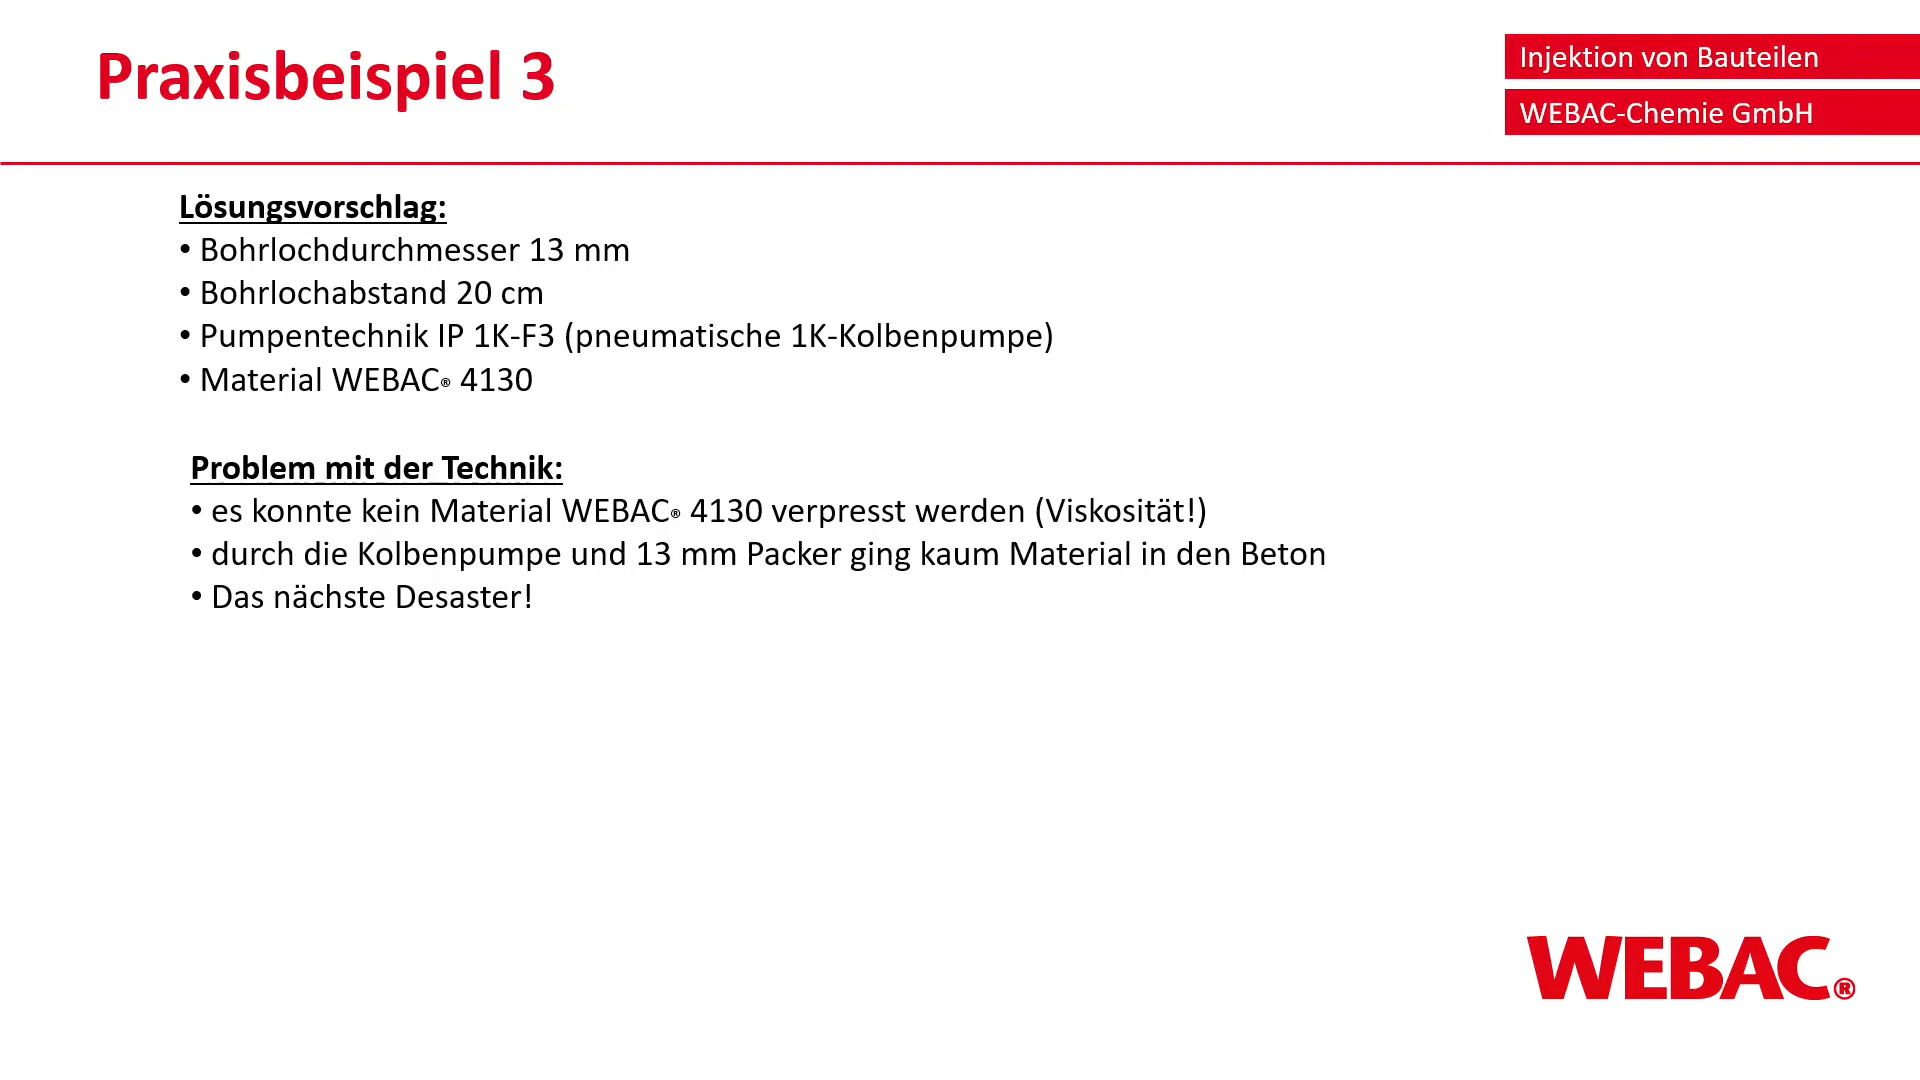 Praxisbeispiel 3
Injektion von Bauteilen
WEBAC-Chemie GmbH
Lösungsvorschlag:
• Bohrlochdurchmesser 13 mm
• Bohrlochabstand 20 cm
• Pumpentechnik IP 1K-F3 (pneumatische 1K-Kolbenpumpe)
• Material WEBAC® 4130
Problem mit der Technik:
• es konnte kein Material WEBAC® 4130 verpresst werden (Viskosität!)
• durch die Kolbenpumpe und 13 mm Packer ging kaum Material in den Beton
• Das nächste Desaster!
WEBAC®